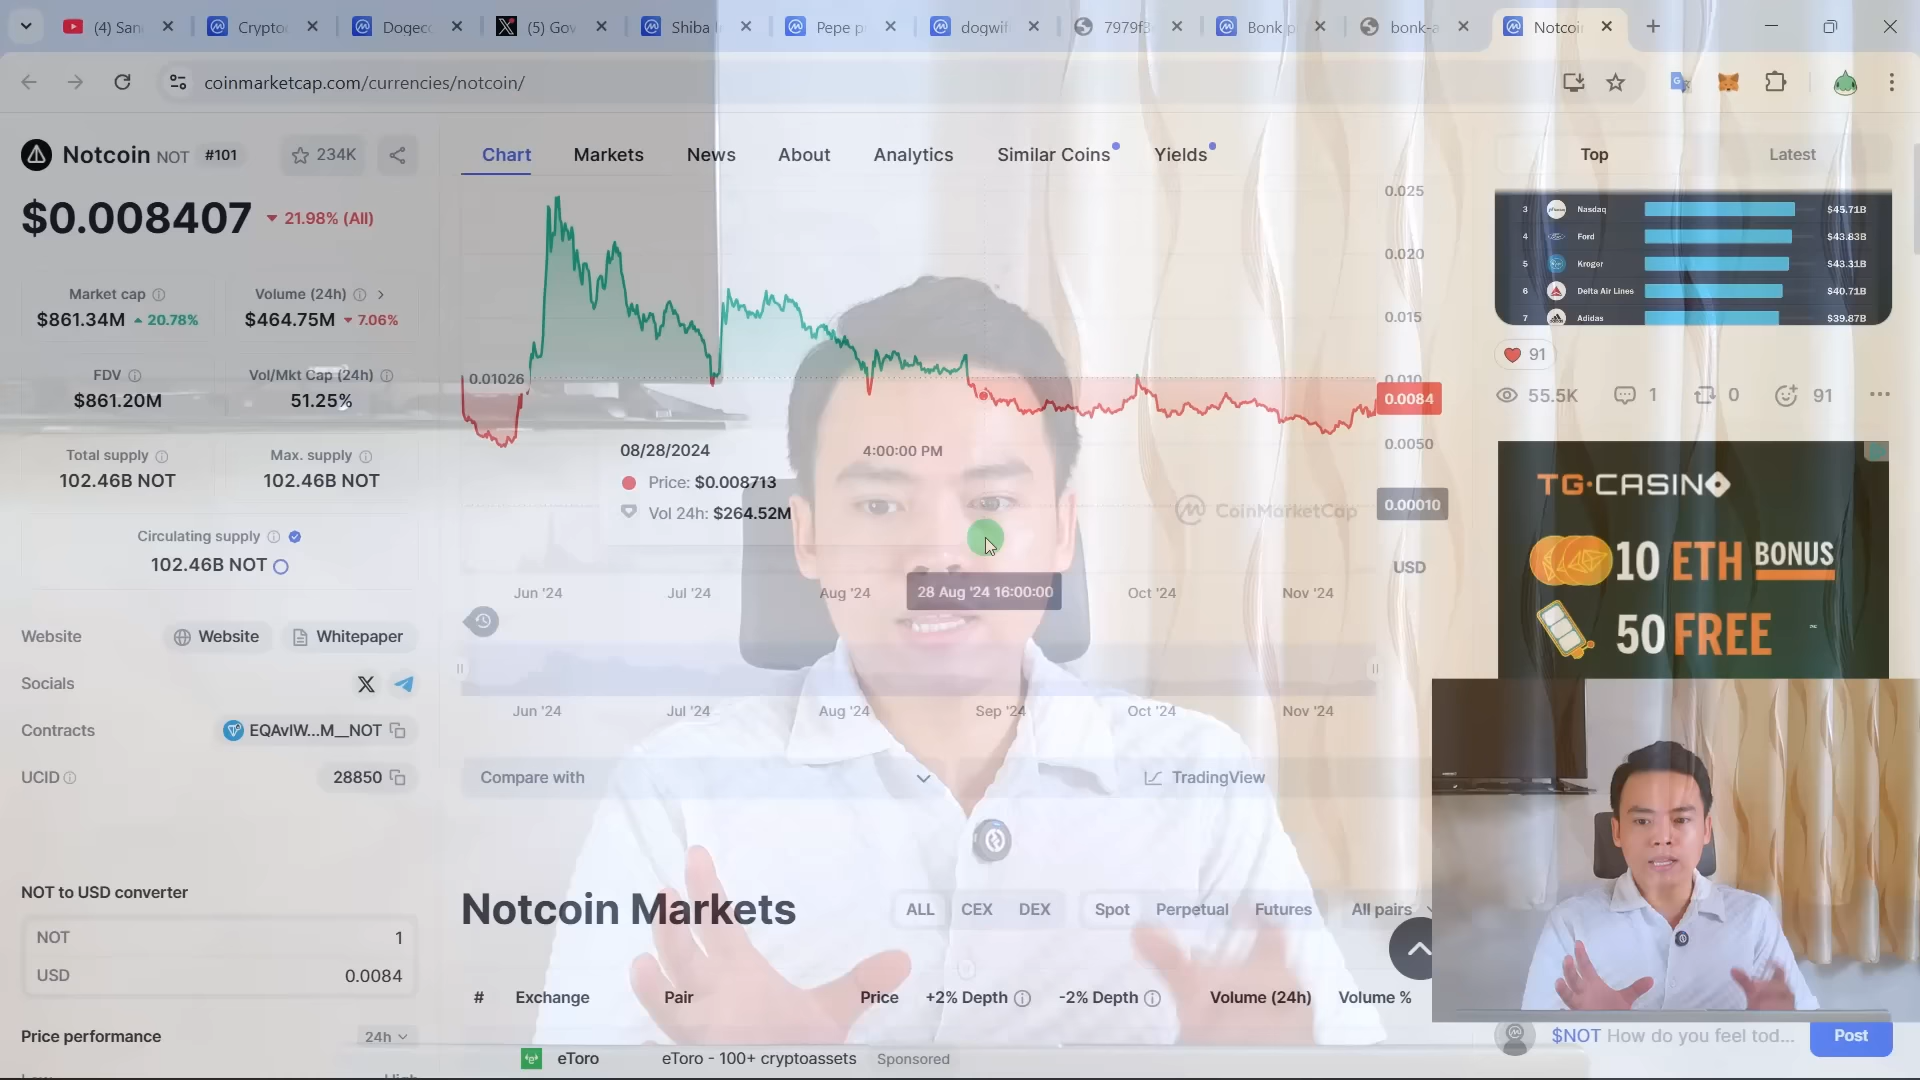 (4) San
Crypto
Dogec
(5) Gov
Shiba
Pepe p
dogwif
7979f
Bonk p
bonk-a
Notcoi
coinmarketcap.com/currencies/notcoin/
Notcoin NOT #101
234K
$0.008407
21.98% (All)
Market cap
$861.34M 20.78%
Volume (24h)
$464.75M 7.06%
FDV
$861.20M
Vol/Mkt Cap (24h)
51.25%
Total supply
102.46B NOT
Max. supply
102.46B NOT
Circulating supply
102.46B NOT
Website
Website
Whitepaper
Socials
Contracts
EQAvlW...M__NOT
UCID
28850
NOT to USD converter
NOT 1
USD 0.0084
Price performance
24h
Chart
Markets
News
About
Analytics
Similar Coins
Yields
0.025
0.020
0.015
0.010
0.0084
0.0050
0.00010
USD
0.01026
08/28/2024 4:00:00 PM
Price: $0.008713
Vol 24h: $264.52M
CoinMarketCap
Jun '24
Jul '24
Aug '24
28 Aug '24 16:00:00
Oct '24
Nov '24
Jun '24
Jul '24
Aug '24
Sep '24
Oct '24
Nov '24
Compare with
TradingView
Notcoin Markets
ALL
CEX
DEX
Spot
Perpetual
Futures
All pairs
#
Exchange
Pair
Price
+2% Depth
-2% Depth
Volume (24h)
Volume %
eToro
eToro - 100+ cryptoassets
Sponsored
Top
Latest
3 Nasdaq $45.71B
4 Ford $43.83B
5 Kroger $43.31B
6 Delta Air Lines $40.71B
7 Adidas $39.87B
91
55.5K
1
0
91
TG·CASINO
10 ETH BONUS
50 FREE
$NOT How do you feel tod...
Post